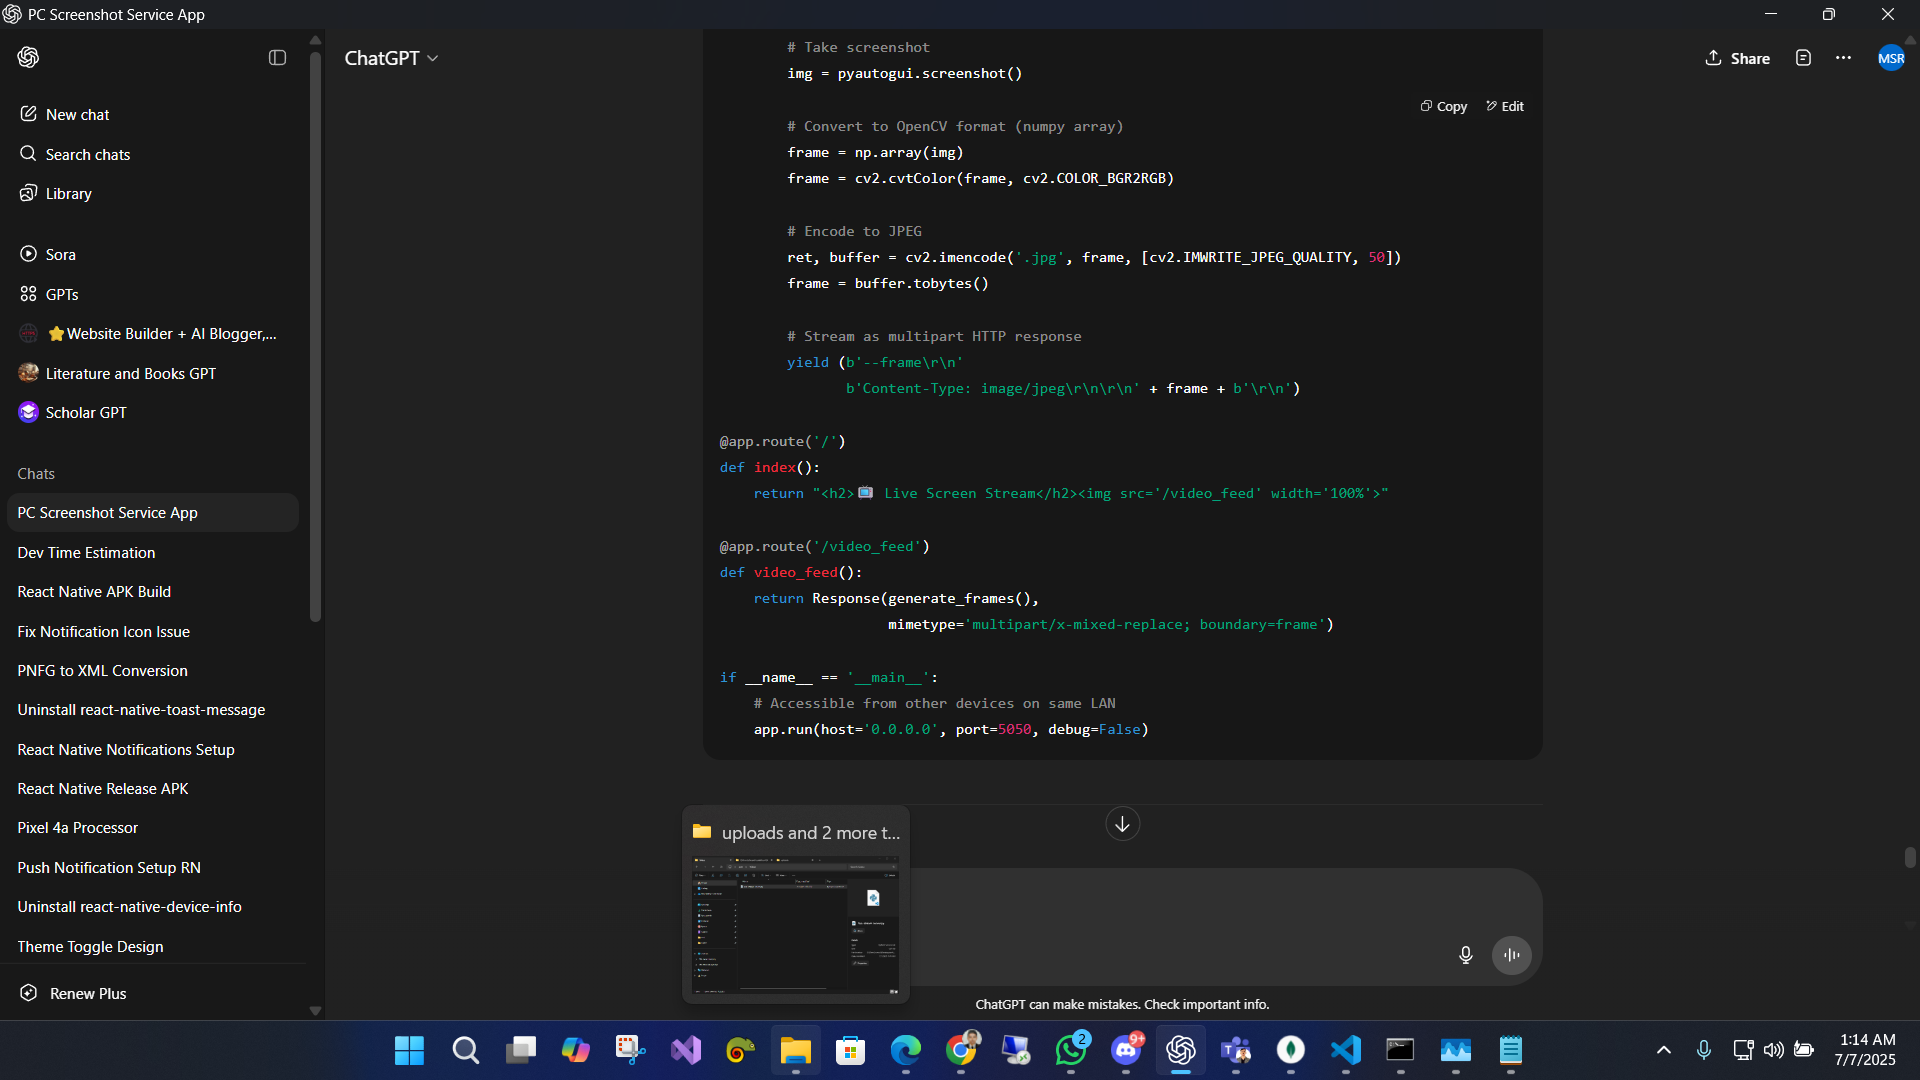 PC Screenshot Service App
ChatGPT
Share
MSR
New chat
Search chats
Library
Sora
GPTs
⭐Website Builder + AI Blogger,...
Literature and Books GPT
Scholar GPT
Chats
PC Screenshot Service App
Dev Time Estimation
React Native APK Build
Fix Notification Icon Issue
PNFG to XML Conversion
Uninstall react-native-toast-message
React Native Notifications Setup
React Native Release APK
Pixel 4a Processor
Push Notification Setup RN
Uninstall react-native-device-info
Theme Toggle Design
Renew Plus
Copy Edit
# Take screenshot
img = pyautogui.screenshot()
# Convert to OpenCV format (numpy array)
frame = np.array(img)
frame = cv2.cvtColor(frame, cv2.COLOR_BGR2RGB)
# Encode to JPEG
ret, buffer = cv2.imencode('.jpg', frame, [cv2.IMWRITE_JPEG_QUALITY, 50])
frame = buffer.tobytes()
# Stream as multipart HTTP response
yield (b'--frame\r\n'
b'Content-Type: image/jpeg\r\n\r\n' + frame + b'\r\n')
@app.route('/')
def index():
return "<h2>📺 Live Screen Stream</h2><img src='/video_feed' width='100%'>"
@app.route('/video_feed')
def video_feed():
return Response(generate_frames(),
mimetype='multipart/x-mixed-replace; boundary=frame')
if __name__ == '__main__':
# Accessible from other devices on same LAN
app.run(host='0.0.0.0', port=5050, debug=False)
uploads and 2 more t...
ChatGPT can make mistakes. Check important info.
2
9+
1:14 AM
7/7/2025